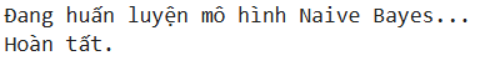 Đang huấn luyện mô hình Naive Bayes...
Hoàn tất.